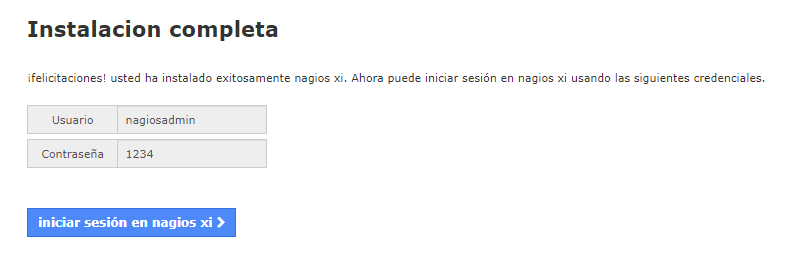 Instalacion completa
¡felicitaciones! usted ha instalado exitosamente nagios xi. Ahora puede iniciar sesión en nagios xi usando las siguientes credenciales.
Usuario nagiosadmin
Contraseña 1234
iniciar sesión en nagios xi